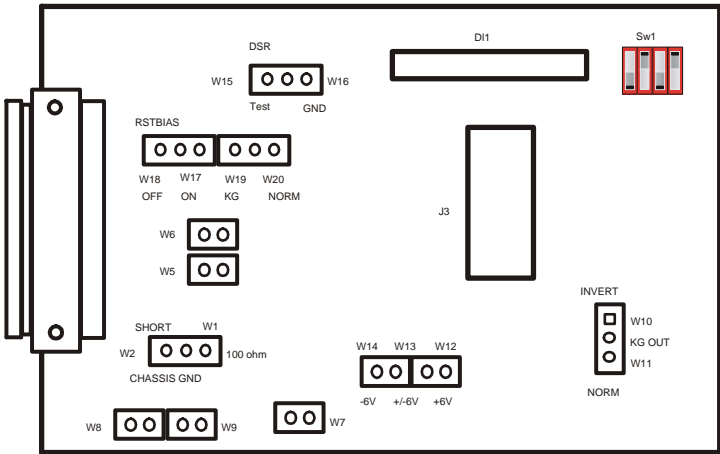 DSR
DI1
Sw1
W15
W16
Test
GND
RSTBIAS
W18
W17
W19
W20
OFF
ON
KG
NORM
W6
J3
W5
INVERT
W10
KG OUT
W11
NORM
SHORT
W1
W2
100 ohm
CHASSIS GND
W14
W13
W12
-6V
+/-6V
+6V
W8
W9
W7